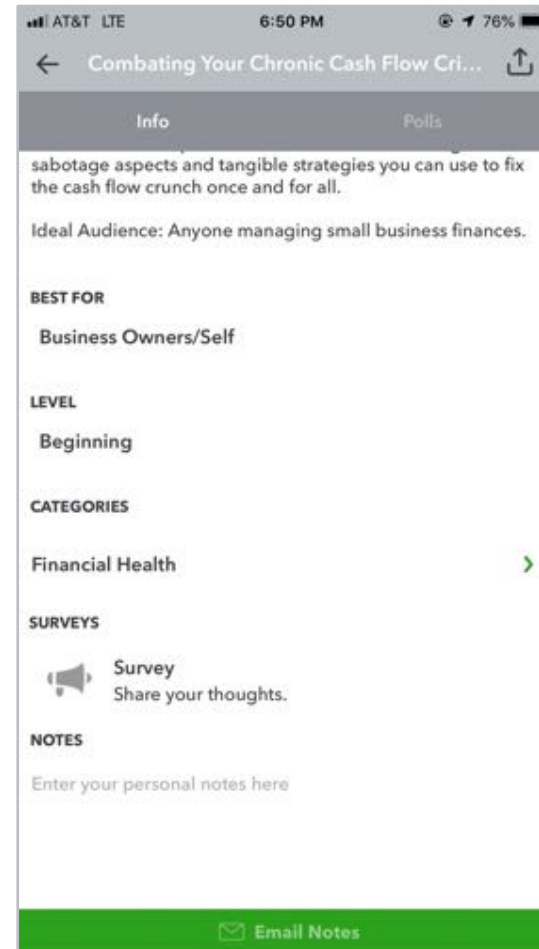 AT&T LTE 6:50 PM 76%
Combating Your Chronic Cash Flow Cri...
Info Polls
sabotage aspects and tangible strategies you can use to fix
the cash flow crunch once and for all.
Ideal Audience: Anyone managing small business finances.
BEST FOR
Business Owners/Self
LEVEL
Beginning
CATEGORIES
Financial Health
SURVEYS
Survey
Share your thoughts.
NOTES
Enter your personal notes here
Email Notes